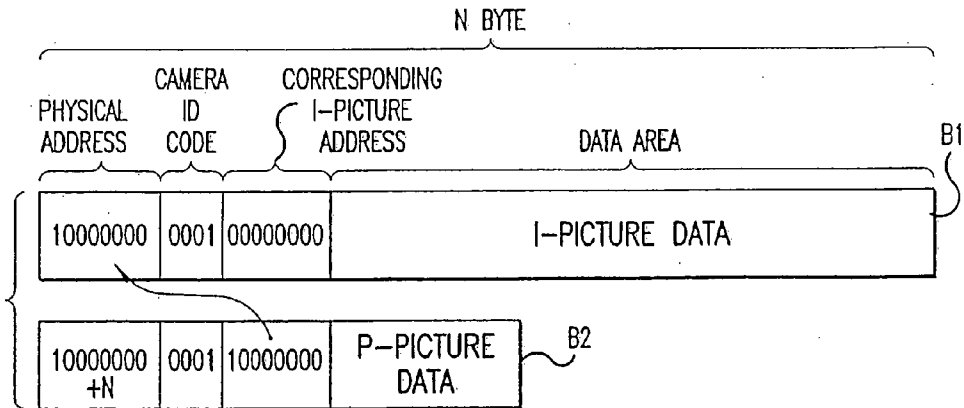 N BYTE
PHYSICAL ADDRESS
CAMERA ID CODE
CORRESPONDING I-PICTURE ADDRESS
DATA AREA
B1
10000000 0001 00000000 I-PICTURE DATA
10000000 +N 0001 10000000 P-PICTURE DATA
B2